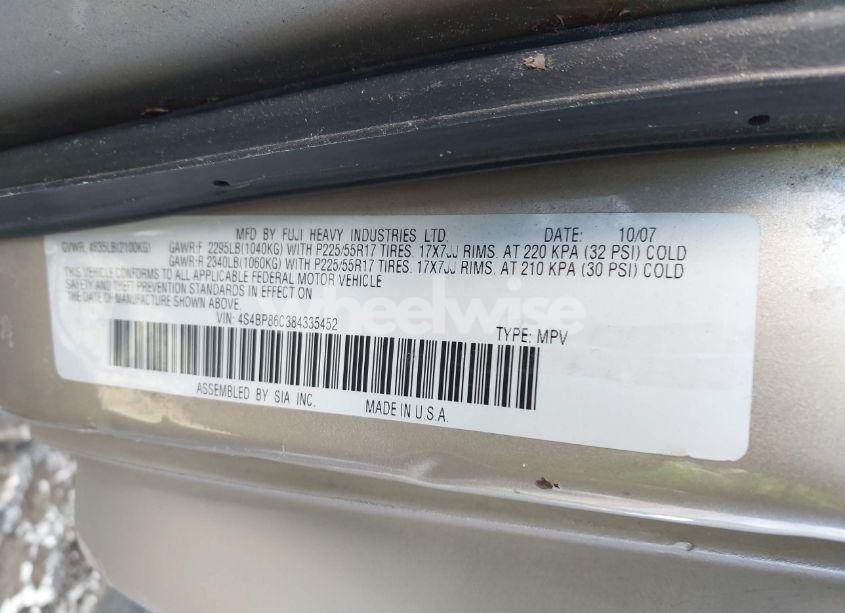 MFD BY FUJI HEAVY INDUSTRIES LTD. DATE: 10/07
GVWR: 4635LB(2100KG) GAWR:F 2295LB(1040KG) WITH P225/55R17 TIRES. 17X7JJ RIMS. AT 220 KPA (32 PSI) COLD
GAWR:R 2340LB(1060KG) WITH P225/55R17 TIRES. 17X7JJ RIMS. AT 210 KPA (30 PSI) COLD
THIS VEHICLE CONFORMS TO ALL APPLICABLE FEDERAL MOTOR VEHICLE
SAFETY AND THEFT PREVENTION STANDARDS IN EFFECT ON
THE DATE OF MANUFACTURE SHOWN ABOVE.
wheelwise
VIN: 4S4BP86C384335452 TYPE: MPV
ASSEMBLED BY SIA INC. MADE IN U.S.A.